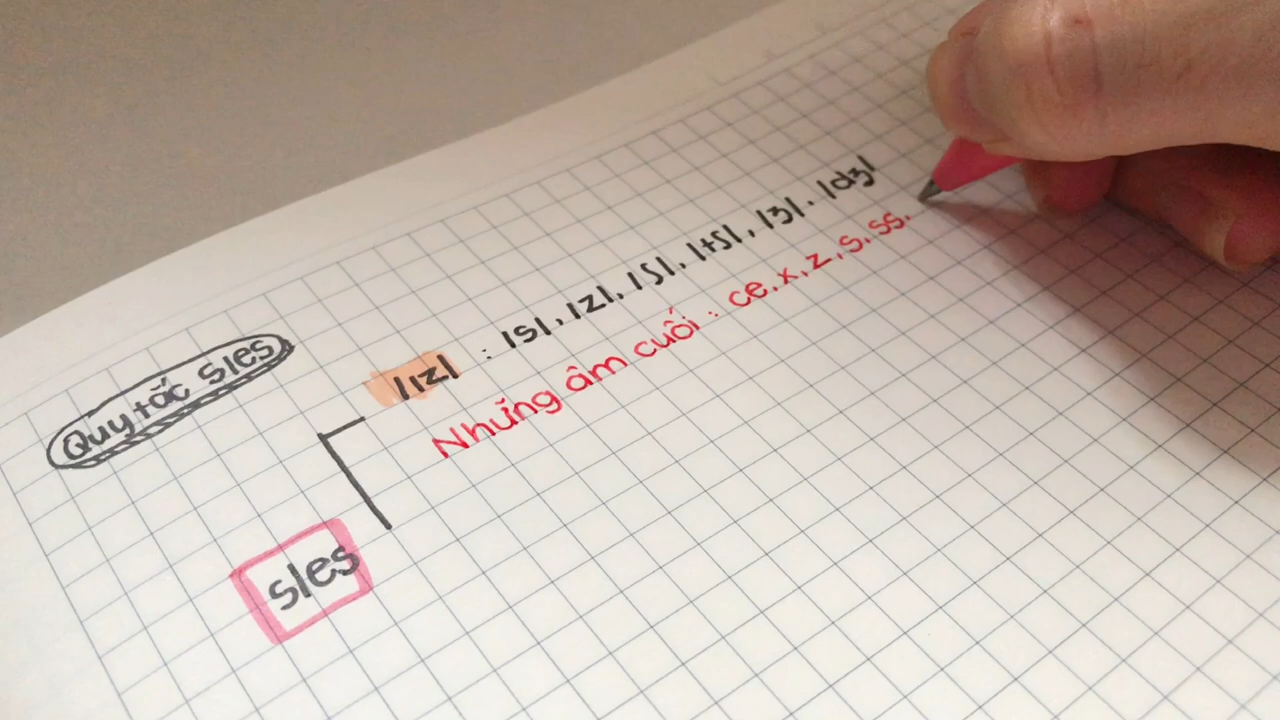 Quy tắc s/es
/ɪz/ : /s/, /z/, /ʃ/, /tʃ/, /ʒ/. /dʒ/
Những âm cuối : ce, x, z, s, ss,
s/es